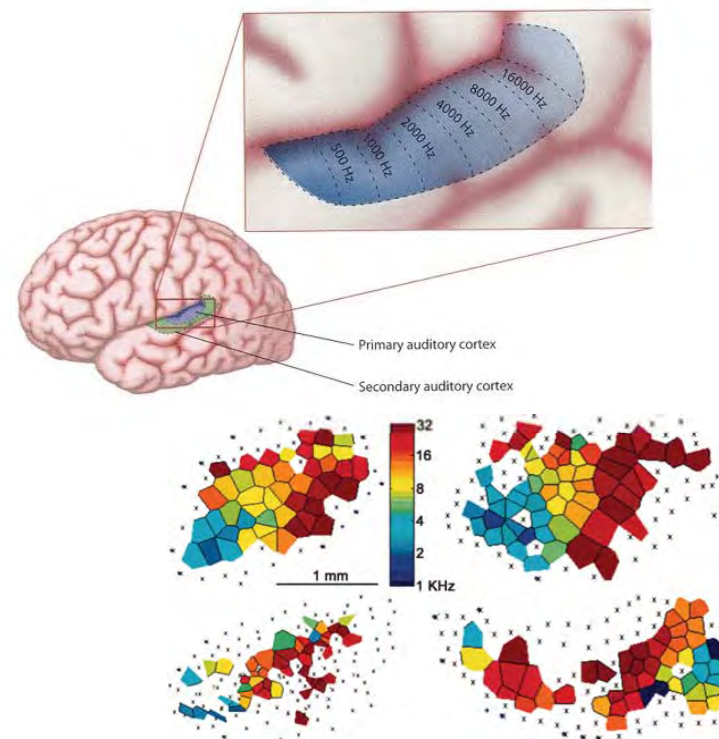 500 Hz
1000 Hz
2000 Hz
4000 Hz
8000 Hz
16000 Hz
Primary auditory cortex
Secondary auditory cortex
32
16
8
4
2
1 KHz
1 mm